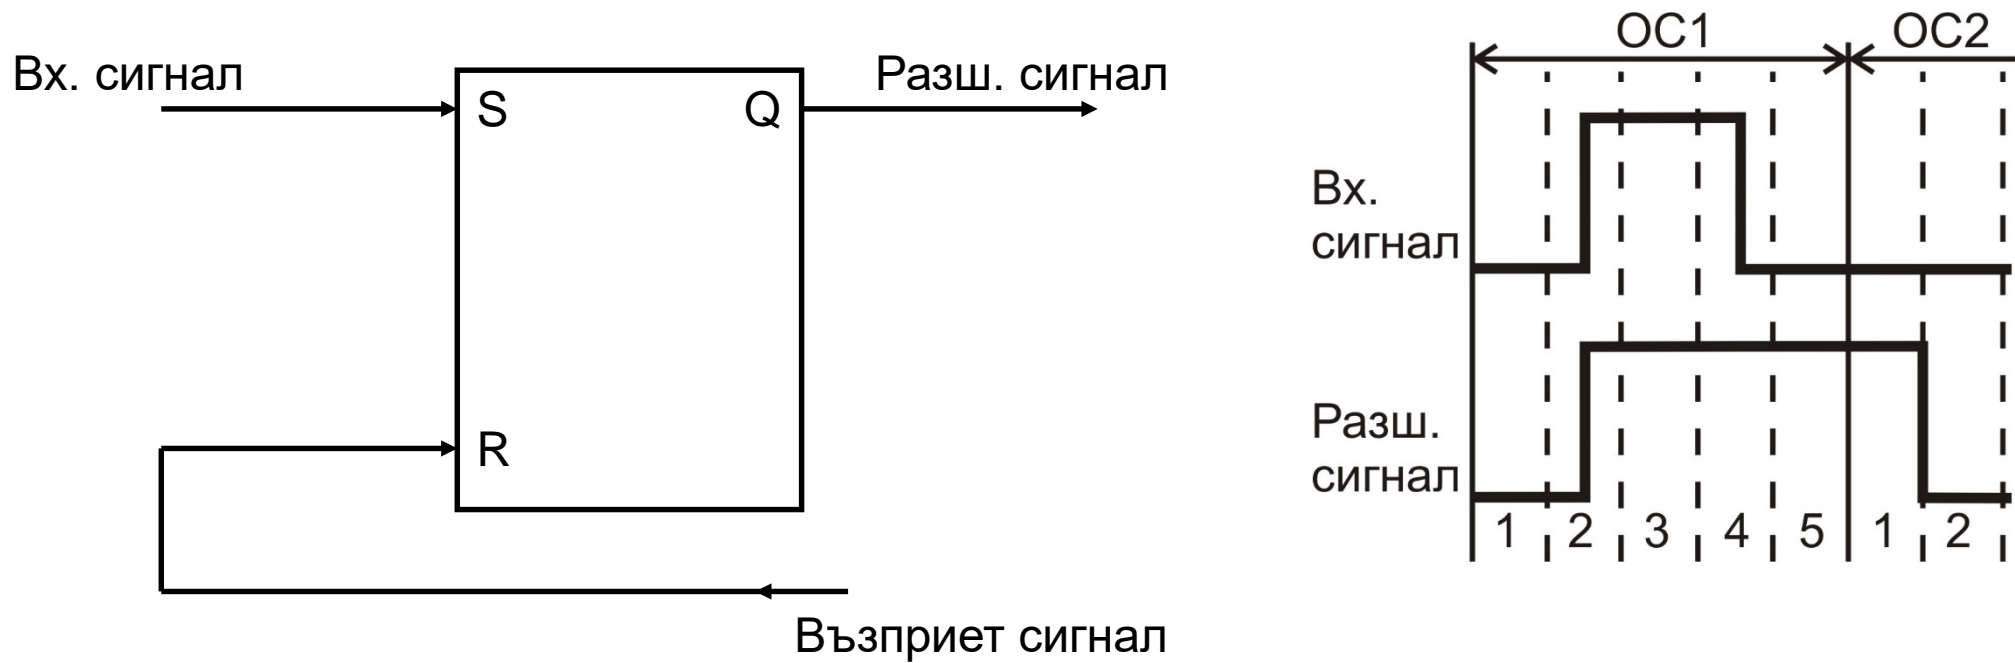 Вх. сигнал
S
Q
Разш. сигнал
R
Възприет сигнал
ОС1
ОС2
Вх.
сигнал
Разш.
сигнал
1 2 3 4 5 1 2